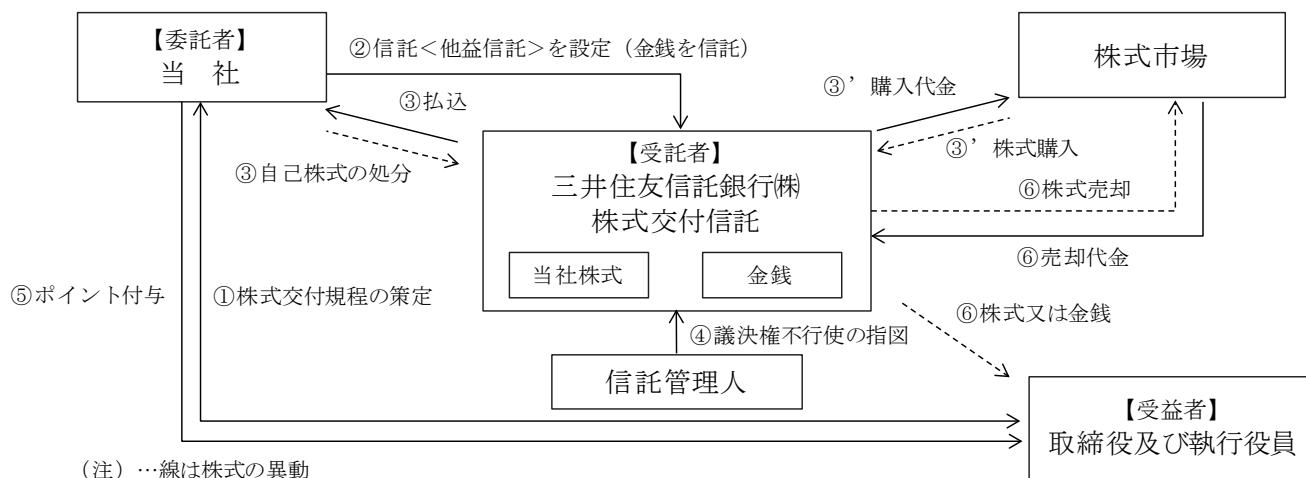 【委託者】
当 社
②信託＜他益信託＞を設定（金銭を信託）
株式市場
③払込
③’購入代金
③自己株式の処分
【受託者】
三井住友信託銀行㈱
株式交付信託
③’株式購入
⑥株式売却
当社株式
金銭
⑥売却代金
⑤ポイント付与
①株式交付規程の策定
⑥株式又は金銭
④議決権不行使の指図
信託管理人
【受益者】
取締役及び執行役員
（注）…線は株式の異動